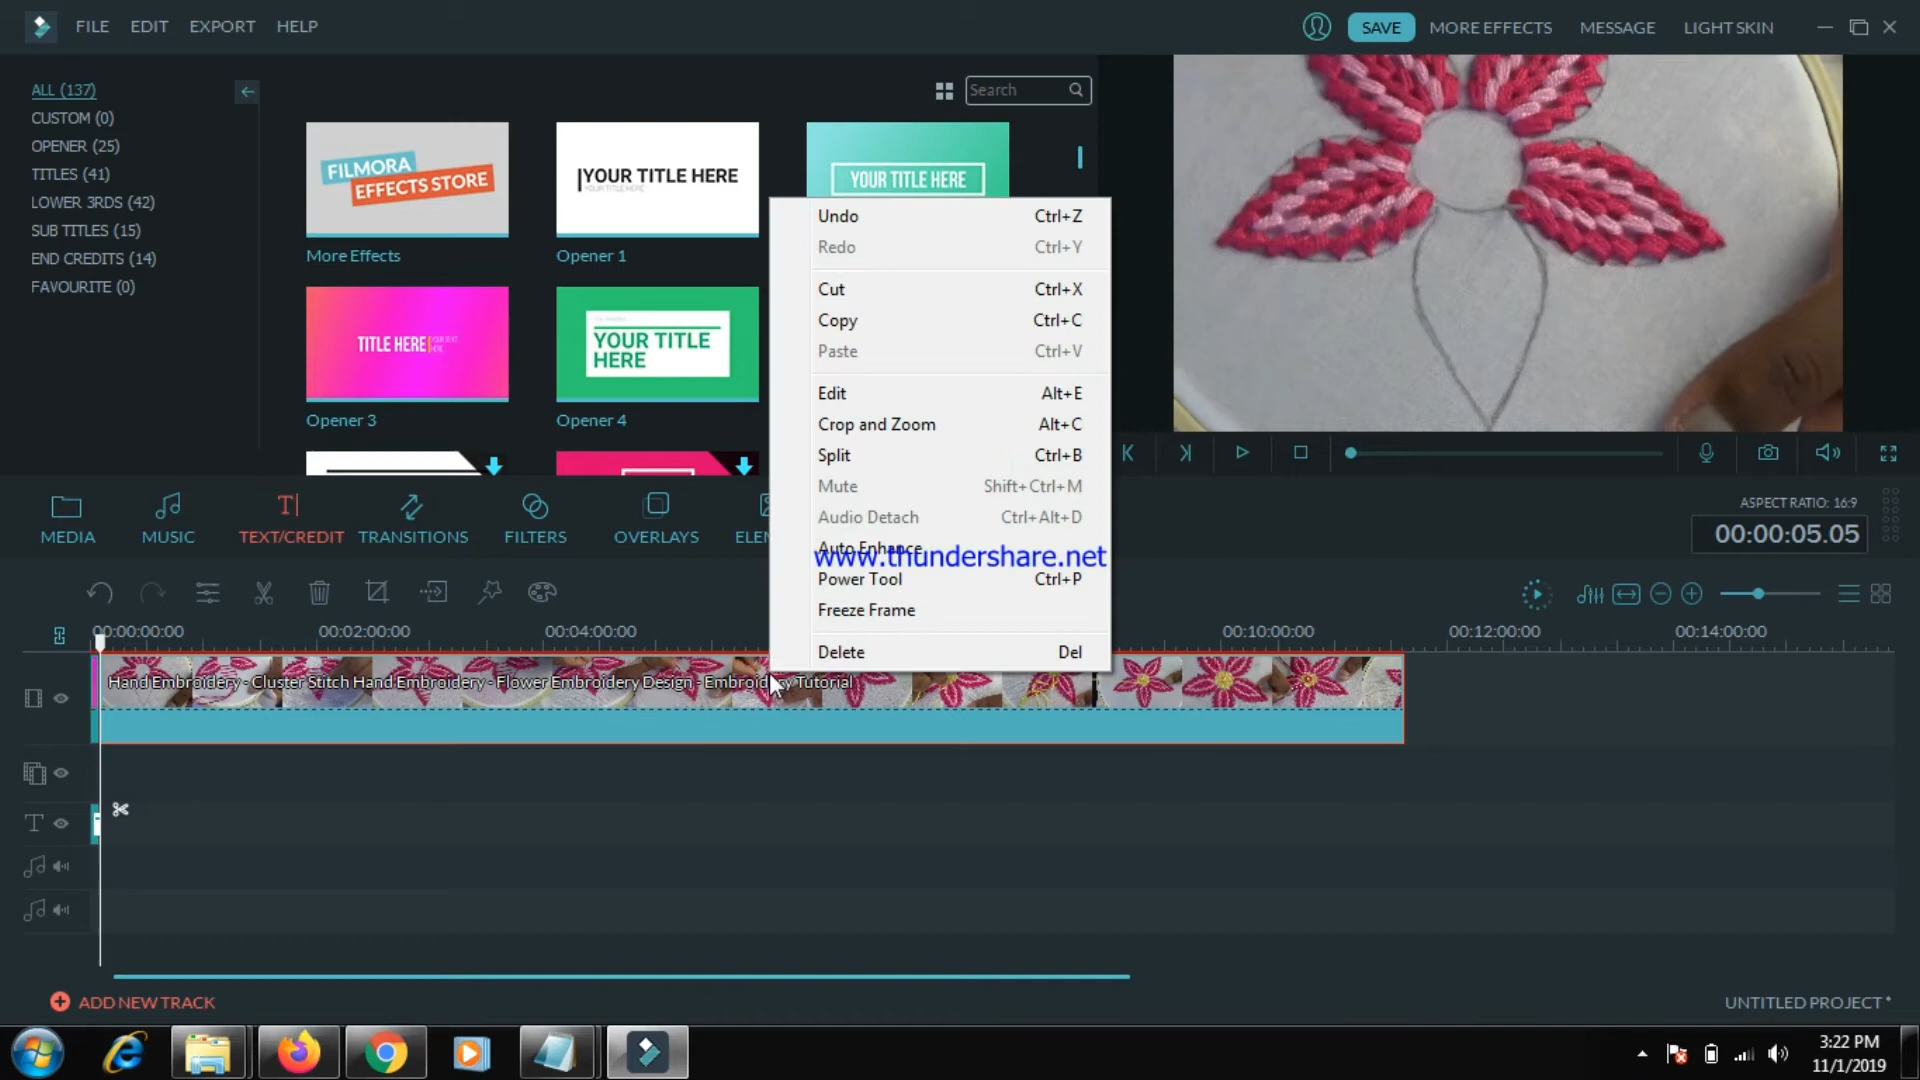 FILE EDIT EXPORT HELP
SAVE MORE EFFECTS MESSAGE LIGHT SKIN
ALL (137)
CUSTOM (0)
OPENER (25)
TITLES (41)
LOWER 3RDS (42)
SUB TITLES (15)
END CREDITS (14)
FAVOURITE (0)
Search
FILMORA
EFFECTS STORE
More Effects
YOUR TITLE HERE
Opener 1
YOUR TITLE HERE
TITLE HERE
Opener 3
YOUR TITLE
HERE
Opener 4
Undo Ctrl+Z
Redo Ctrl+Y
Cut Ctrl+X
Copy Ctrl+C
Paste Ctrl+V
Edit Alt+E
Crop and Zoom Alt+C
Split Ctrl+B
Mute Shift+Ctrl+M
Audio Detach Ctrl+Alt+D
Auto Enhance
www.thundershare.net
Power Tool Ctrl+P
Freeze Frame
Delete Del
MEDIA MUSIC TEXT/CREDIT TRANSITIONS FILTERS OVERLAYS ELE
ASPECT RATIO: 16:9
00:00:05.05
00:00:00:00 00:02:00:00 00:04:00:00 00:10:00:00 00:12:00:00 00:14:00:00
Hand Embroidery - Cluster Stitch Hand Embroidery - Flower Embroidery Design - Embroidery Tutorial
ADD NEW TRACK
UNTITLED PROJECT *
3:22 PM
11/1/2019